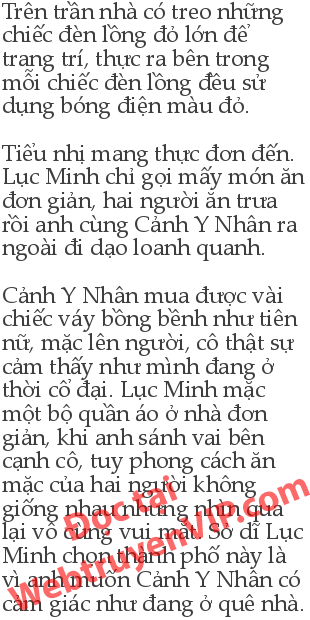 Trên trần nhà có treo những
chiếc đèn lồng đỏ lớn để
trang trí, thực ra bên trong
mỗi chiếc đèn lồng đều sử
dụng bóng điện màu đỏ.

Tiểu nhị mang thực đơn đến.
Lục Minh chỉ gọi mấy món ăn
đơn giản, hai người ăn trưa
rồi anh cùng Cảnh Y Nhân ra
ngoài đi dạo loanh quanh.

Cảnh Y Nhân mua được vài
chiếc váy bồng bềnh như tiên
nữ, mặc lên người, cô thật sự
cảm thấy như mình đang ở
thời cổ đại. Lục Minh mặc
một bộ quần áo ở nhà đơn
giản, khi anh sánh vai bên
cạnh cô, tuy phong cách ăn
mặc của hai người không
giống nhau nhưng nhìn qua
lại vô cùng vui mắt. Sở dĩ Lục
Minh chọn thành phố này là
vì anh muốn Cảnh Y Nhân có
cảm giác như đang ở quê nhà.
Đọc tại
WebtruyenVIP.com